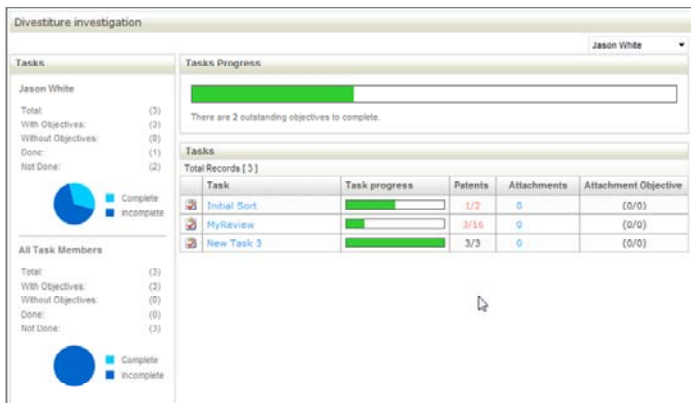 Divestiture investigation
Jason White
Tasks
Jason White
Total: (3)
With Objectives: (3)
Without Objectives: (0)
Done: (1)
Not Done: (2)
Complete
Incomplete
All Task Members
Total: (3)
With Objectives: (3)
Without Objectives: (0)
Done: (0)
Not Done: (3)
Complete
Incomplete
Tasks Progress
There are 2 outstanding objectives to complete.
Tasks
Total Records [ 3 ]
Task Task progress Patents Attachments Attachment Objective
Initial Sort 1/2 0 (0/0)
MyReview 3/16 0 (0/0)
New Task 3 3/3 0 (0/0)